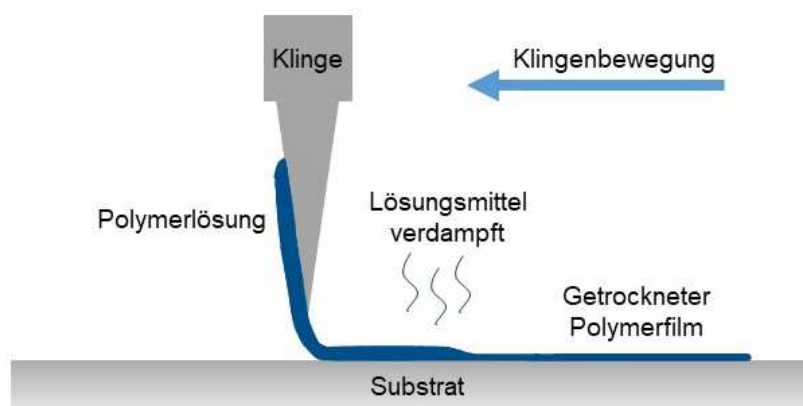 Klinge
Klingenbewegung
Polymerlösung
Lösungsmittel
verdampft
Getrockneter
Polymerfilm
Substrat